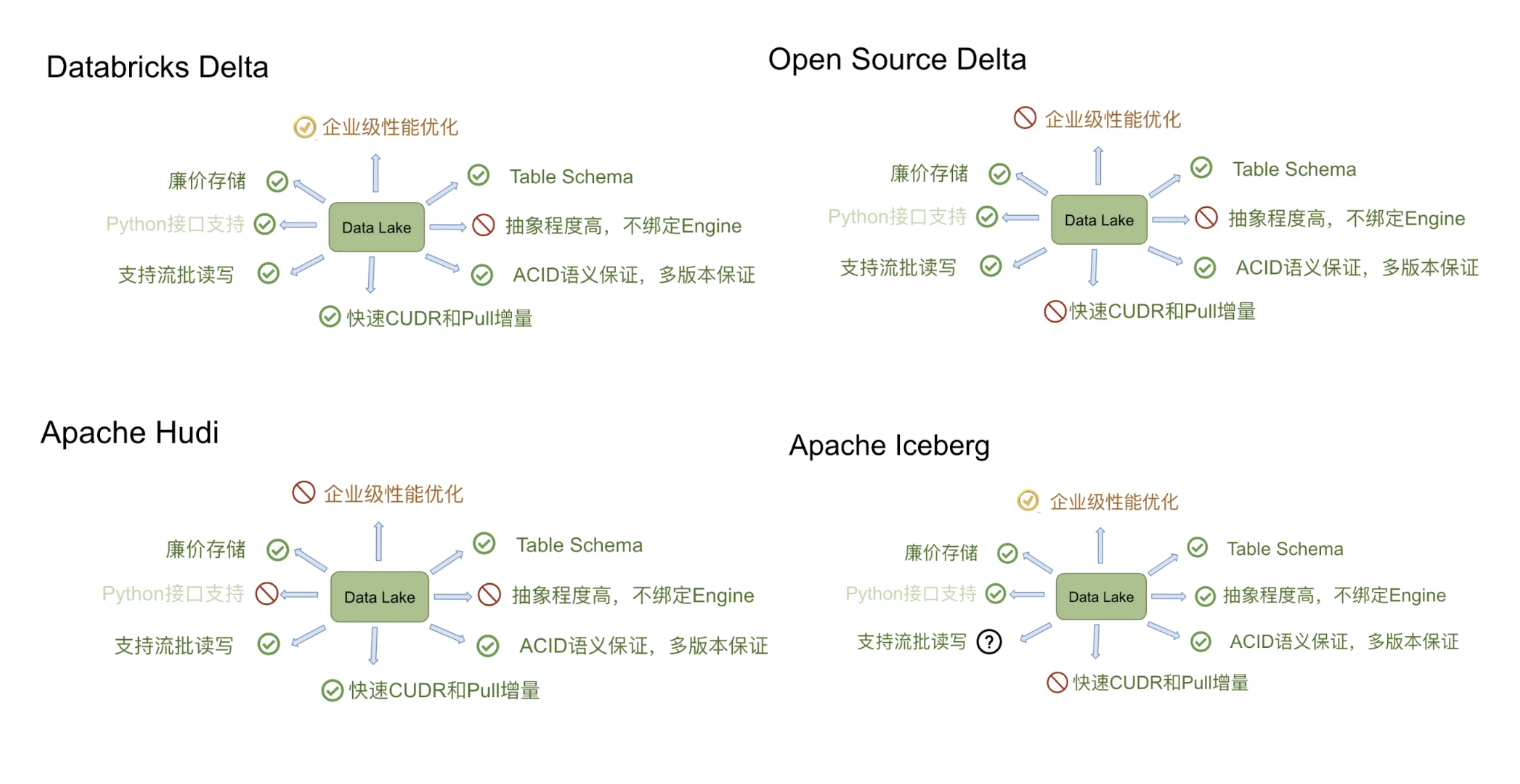 Databricks Delta
企业级性能优化
廉价存储
Table Schema
Python接口支持
Data Lake
抽象程度高，不绑定Engine
支持流批读写
ACID语义保证，多版本保证
快速CUDR和Pull增量
Open Source Delta
企业级性能优化
廉价存储
Table Schema
Python接口支持
Data Lake
抽象程度高，不绑定Engine
支持流批读写
ACID语义保证，多版本保证
快速CUDR和Pull增量
Apache Hudi
企业级性能优化
廉价存储
Table Schema
Python接口支持
Data Lake
抽象程度高，不绑定Engine
支持流批读写
ACID语义保证，多版本保证
快速CUDR和Pull增量
Apache Iceberg
企业级性能优化
廉价存储
Table Schema
Python接口支持
Data Lake
抽象程度高，不绑定Engine
支持流批读写
?
ACID语义保证，多版本保证
快速CUDR和Pull增量